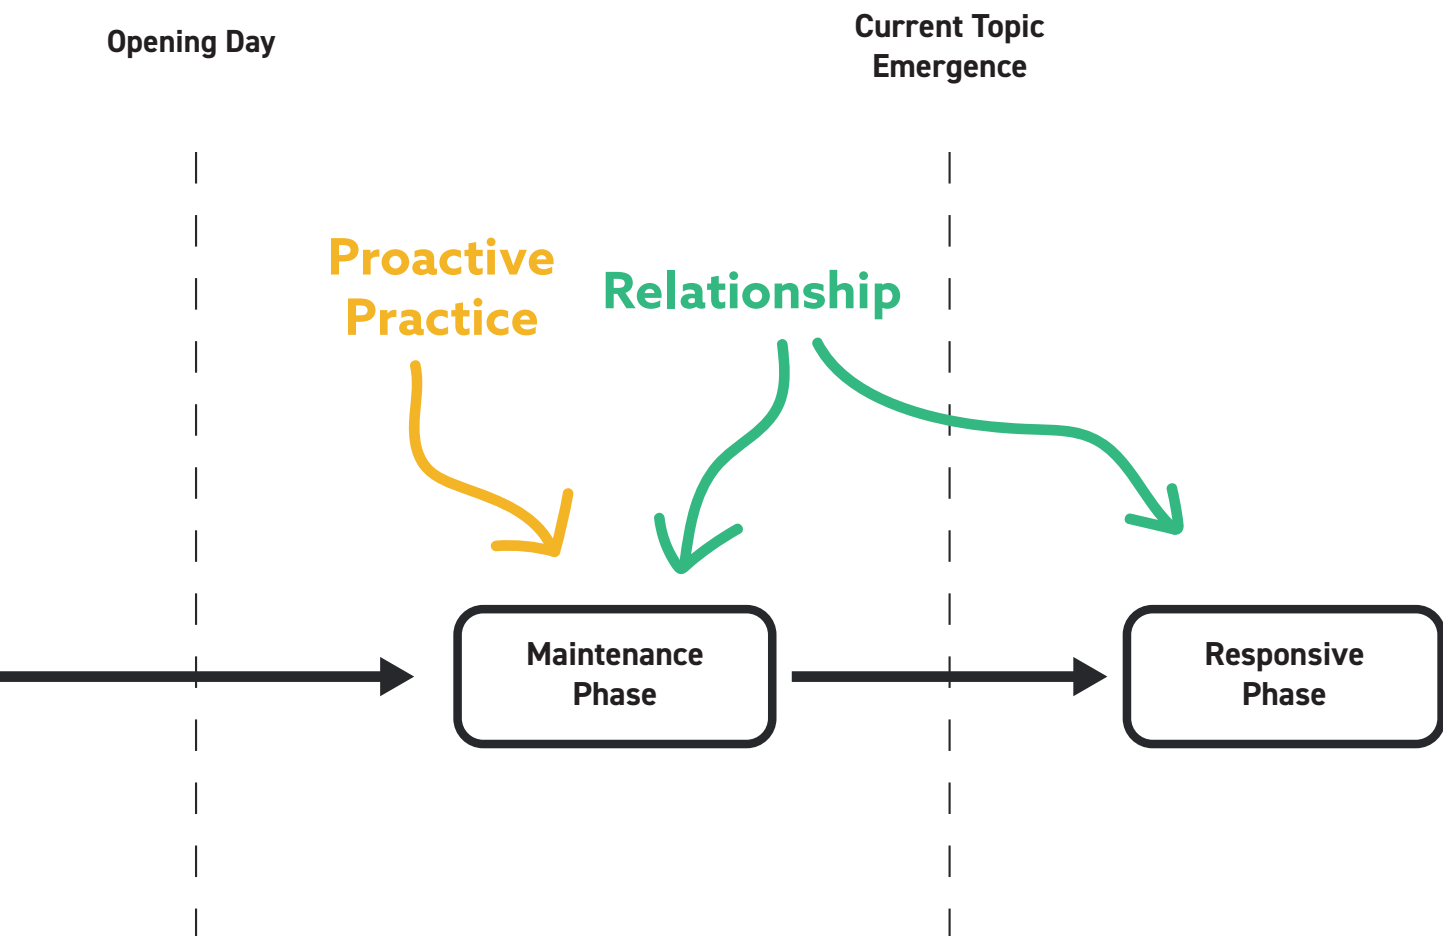 Opening Day
Current Topic
Emergence
Proactive
Practice
Relationship
Maintenance
Phase
Responsive
Phase